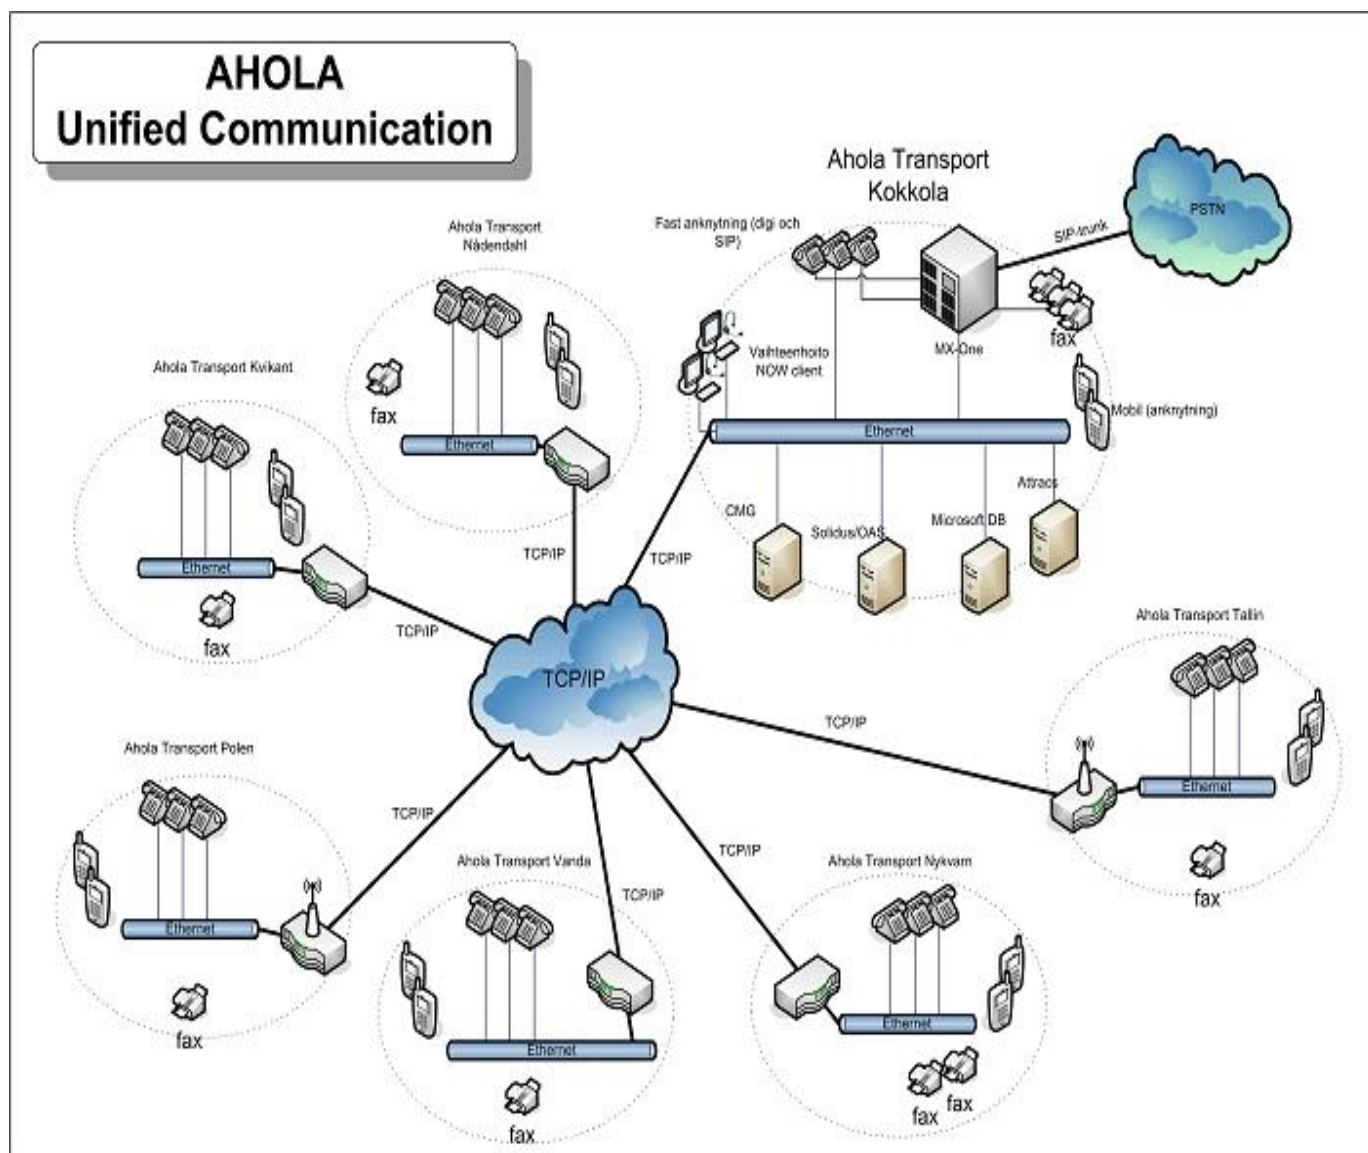 AHOLA
Unified Communication
Ahola Transport
Kokkola
PSTN
SIP-trunk
Fast anknytning (digi och
SIP)
MX-One
fax
Vaihteenhoito
NOW client
Mobil (anknytning)
Ethernet
CMG
Solidus/OAS
Microsoft DB
Attracs
TCP/IP
Ahola Transport
Nådendahl
fax
Ethernet
TCP/IP
Ahola Transport Kvikant
Ethernet
fax
TCP/IP
TCP/IP
Ahola Transport Tallin
TCP/IP
Ethernet
fax
Ahola Transport Polen
TCP/IP
Ethernet
fax
Ahola Transport Vanda
TCP/IP
Ethernet
fax
Ahola Transport Nykvarn
TCP/IP
Ethernet
fax
fax